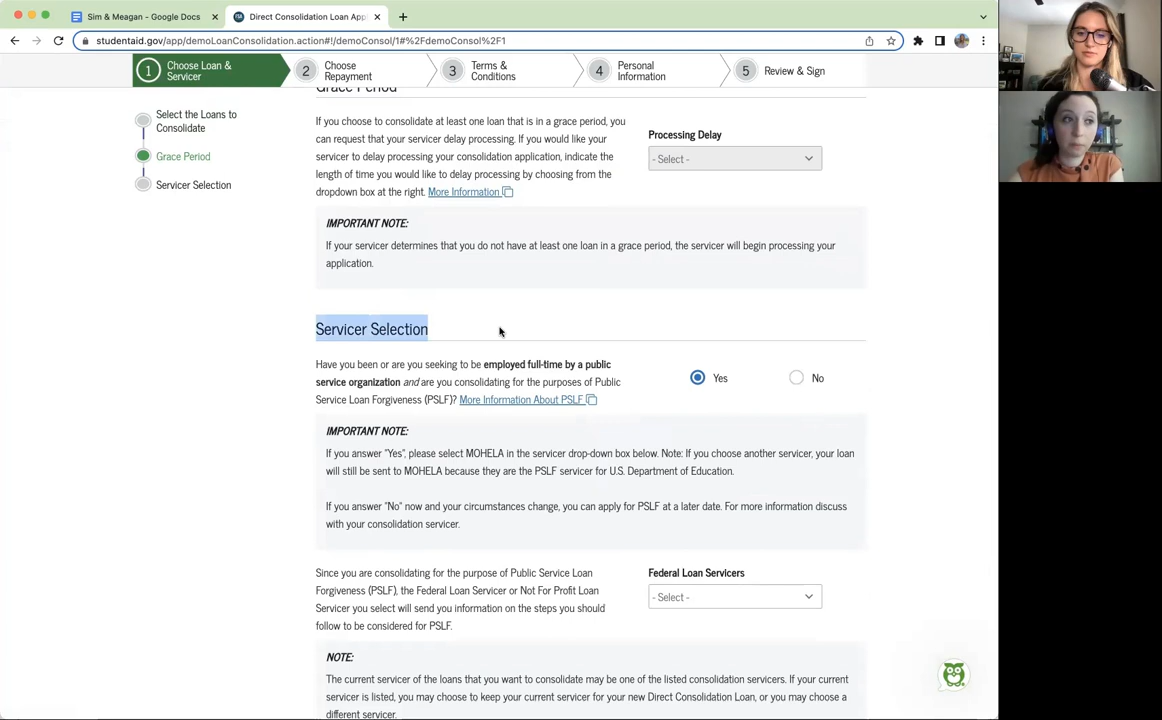 Sim & Meagan - Google Docs
Direct Consolidation Loan App
studentaid.gov/app/demoLoanConsolidation.action#!/demoConsol/1#%2FdemoConsol%2F1
1 Choose Loan & Servicer
2 Choose Repayment
3 Terms & Conditions
4 Personal Information
5 Review & Sign
Select the Loans to
Consolidate
Grace Period
Servicer Selection
Grace Period
If you choose to consolidate at least one loan that is in a grace period, you
can request that your servicer delay processing. If you would like your
servicer to delay processing your consolidation application, indicate the
length of time you would like to delay processing by choosing from the
dropdown box at the right. More Information
Processing Delay
- Select -
IMPORTANT NOTE:
If your servicer determines that you do not have at least one loan in a grace period, the servicer will begin processing your
application.
Servicer Selection
Have you been or are you seeking to be employed full-time by a public
service organization and are you consolidating for the purposes of Public
Service Loan Forgiveness (PSLF)? More Information About PSLF
Yes
No
IMPORTANT NOTE:
If you answer "Yes", please select MOHELA in the servicer drop-down box below. Note: If you choose another servicer, your loan
will still be sent to MOHELA because they are the PSLF servicer for U.S. Department of Education.
If you answer "No" now and your circumstances change, you can apply for PSLF at a later date. For more information discuss
with your consolidation servicer.
Since you are consolidating for the purpose of Public Service Loan
Forgiveness (PSLF), the Federal Loan Servicer or Not For Profit Loan
Servicer you select will send you information on the steps you should
follow to be considered for PSLF.
Federal Loan Servicers
- Select -
NOTE:
The current servicer of the loans that you want to consolidate may be one of the listed consolidation servicers. If your current
servicer is listed, you may choose to keep your current servicer for your new Direct Consolidation Loan, or you may choose a
different servicer.